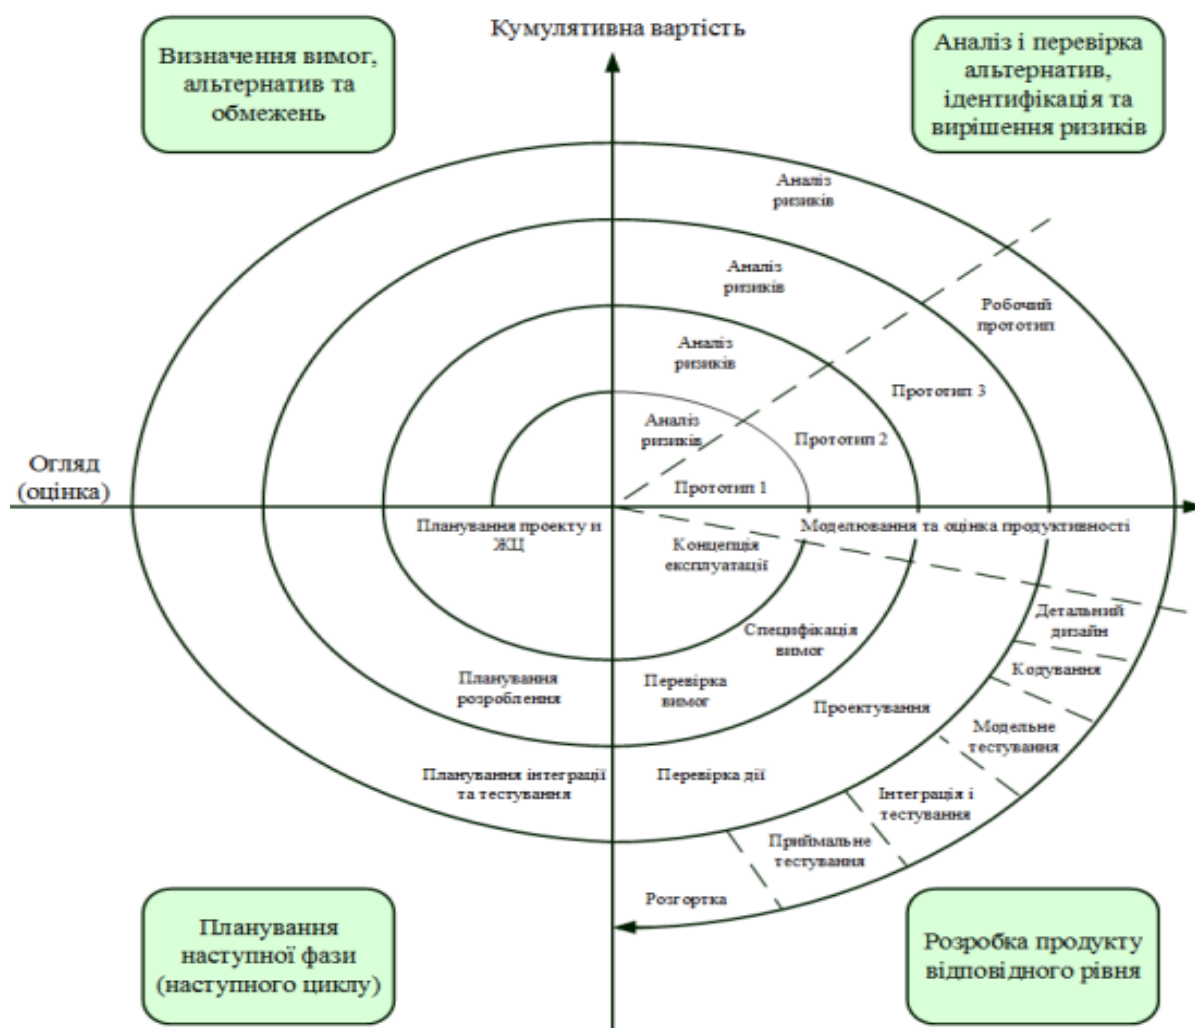 Кумулятивна вартість
Визначення вимог,
альтернатив та
обмежень
Аналіз і перевірка
альтернатив,
ідентифікація та
вирішення ризиків
Аналіз
ризиків
Аналіз
ризиків
Робочий
прототип
Аналіз
ризиків
Прототип 3
Аналіз
ризиків
Прототип 2
Огляд
(оцінка)
Прототип 1
Планування проекту и
ЖЦ
Моделювання та оцінка продуктивності
Концепція
експлуатації
Детальний
дизайн
Специфікація
вимог
Кодування
Планування
розроблення
Перевірка
вимог
Проектування
Модельне
тестування
Планування інтеграції
та тестування
Перевірка дії
Інтеграція і
тестування
Приймальне
тестування
Розгортка
Планування
наступної фази
(наступного циклу)
Розробка продукту
відповідного рівня